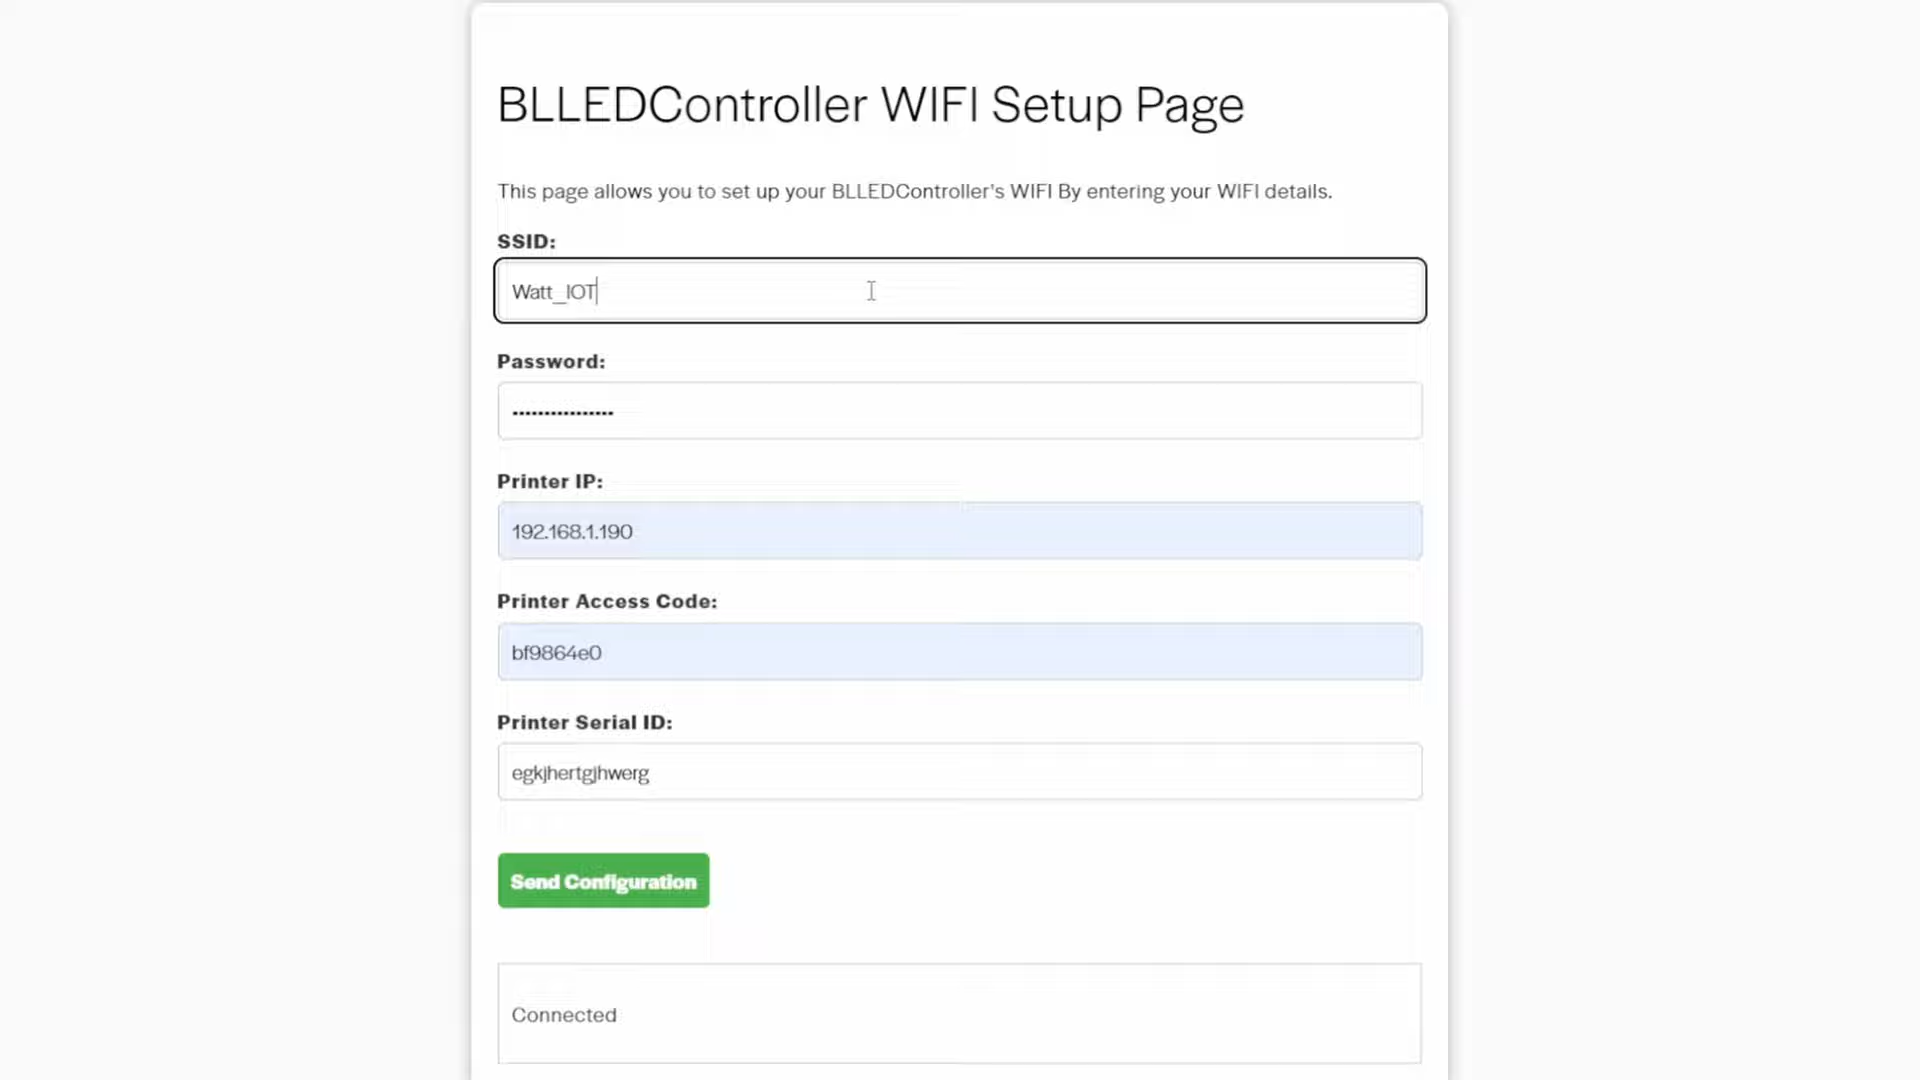 BLLEDController WIFI Setup Page
This page allows you to set up your BLLEDController's WIFI By entering your WIFI details.
SSID:
Watt_IOT
Password:
••••••••••••••••
Printer IP:
192.168.1.190
Printer Access Code:
bf9864e0
Printer Serial ID:
egkjhertgjhwerg
Send Configuration
Connected